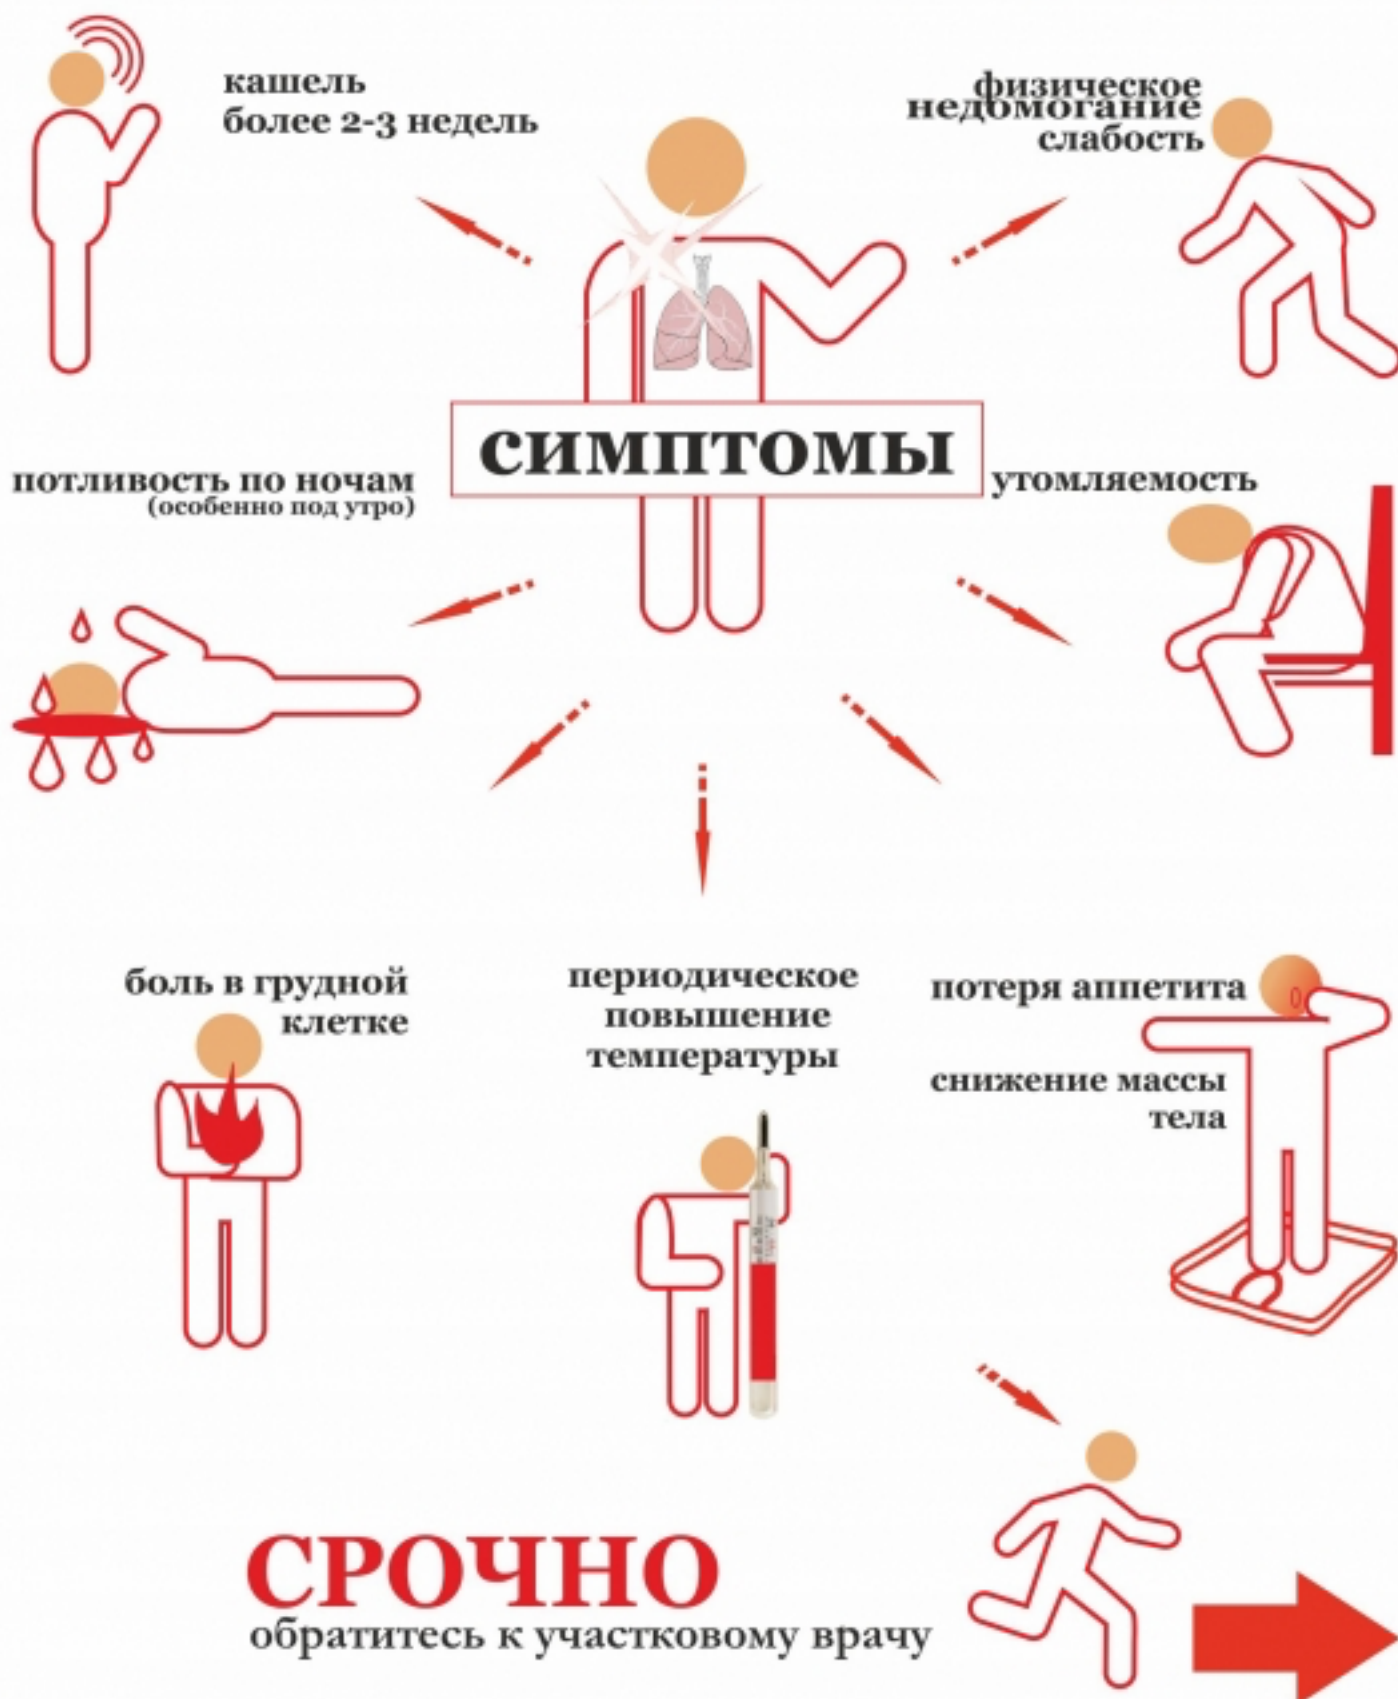 кашель
более 2-3 недель
физическое
недомогание
слабость
симптомы
потливость по ночам
(особенно под утро)
утомляемость
боль в грудной
клетке
периодическое
повышение
температуры
потеря аппетита
снижение массы
тела
СРОЧНО
обратитесь к участковому врачу